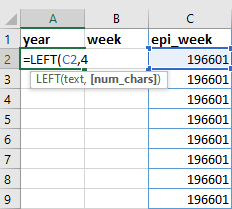 A B C
1 year week epi_week
2 =LEFT(C2,4 196601
LEFT(text, [num_chars])
3 196601
4 196601
5 196601
6 196601
7 196601
8 196601
9 196601